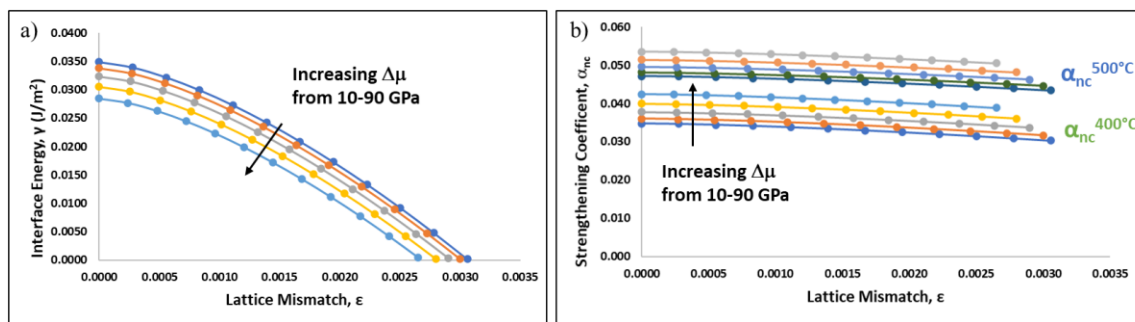 a)
0.0400
0.0350
0.0300
0.0250
0.0200
0.0150
0.0100
0.0050
0.0000
Interface Energy, γ (J/m²)
Increasing Δμ
from 10-90 GPa
0.0000 0.0005 0.0010 0.0015 0.0020 0.0025 0.0030 0.0035
Lattice Mismatch, ε
b)
0.060
0.050
0.040
0.030
0.020
0.010
0.000
Strengthening Coefficent, αnc
αnc 500°C
αnc 400°C
Increasing Δμ
from 10-90 GPa
0.0000 0.0005 0.0010 0.0015 0.0020 0.0025 0.0030 0.0035
Lattice Mismatch, ε